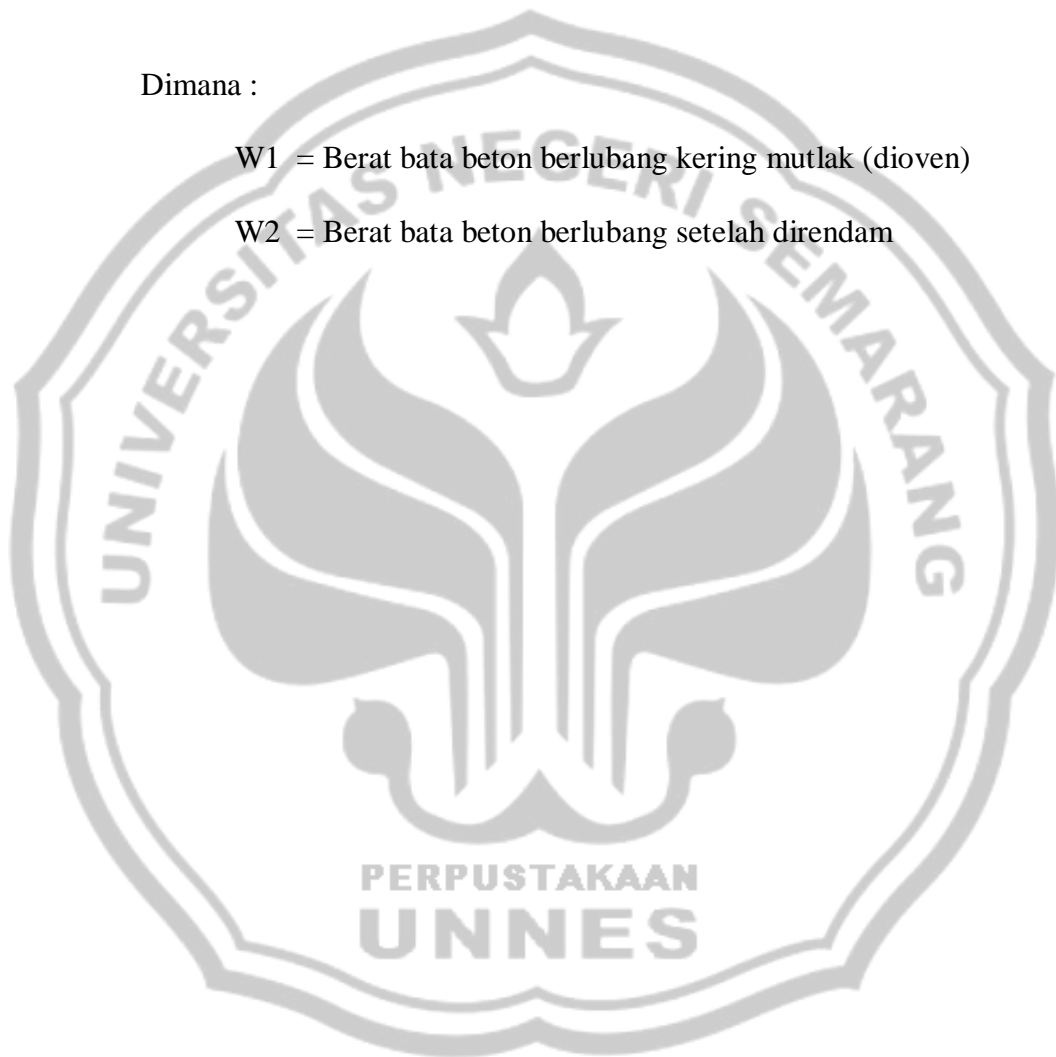 Dimana :
W1 = Berat bata beton berlubang kering mutlak (dioven)
W2 = Berat bata beton berlubang setelah direndam
UNIVERSITAS NEGERI SEMARANG
PERPUSTAKAAN
UNNES